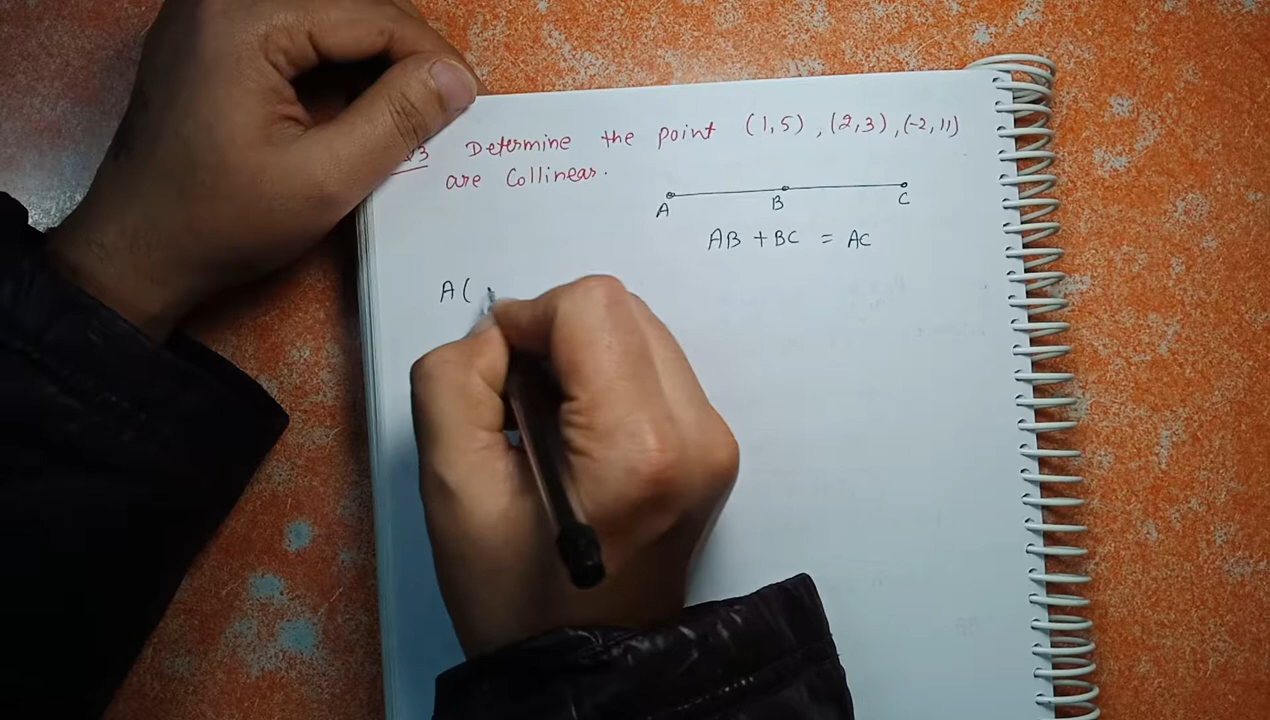 Determine the point (1,5), (2,3), (-2, 11)
are Collinear.
A B C
AB + BC = AC
A(